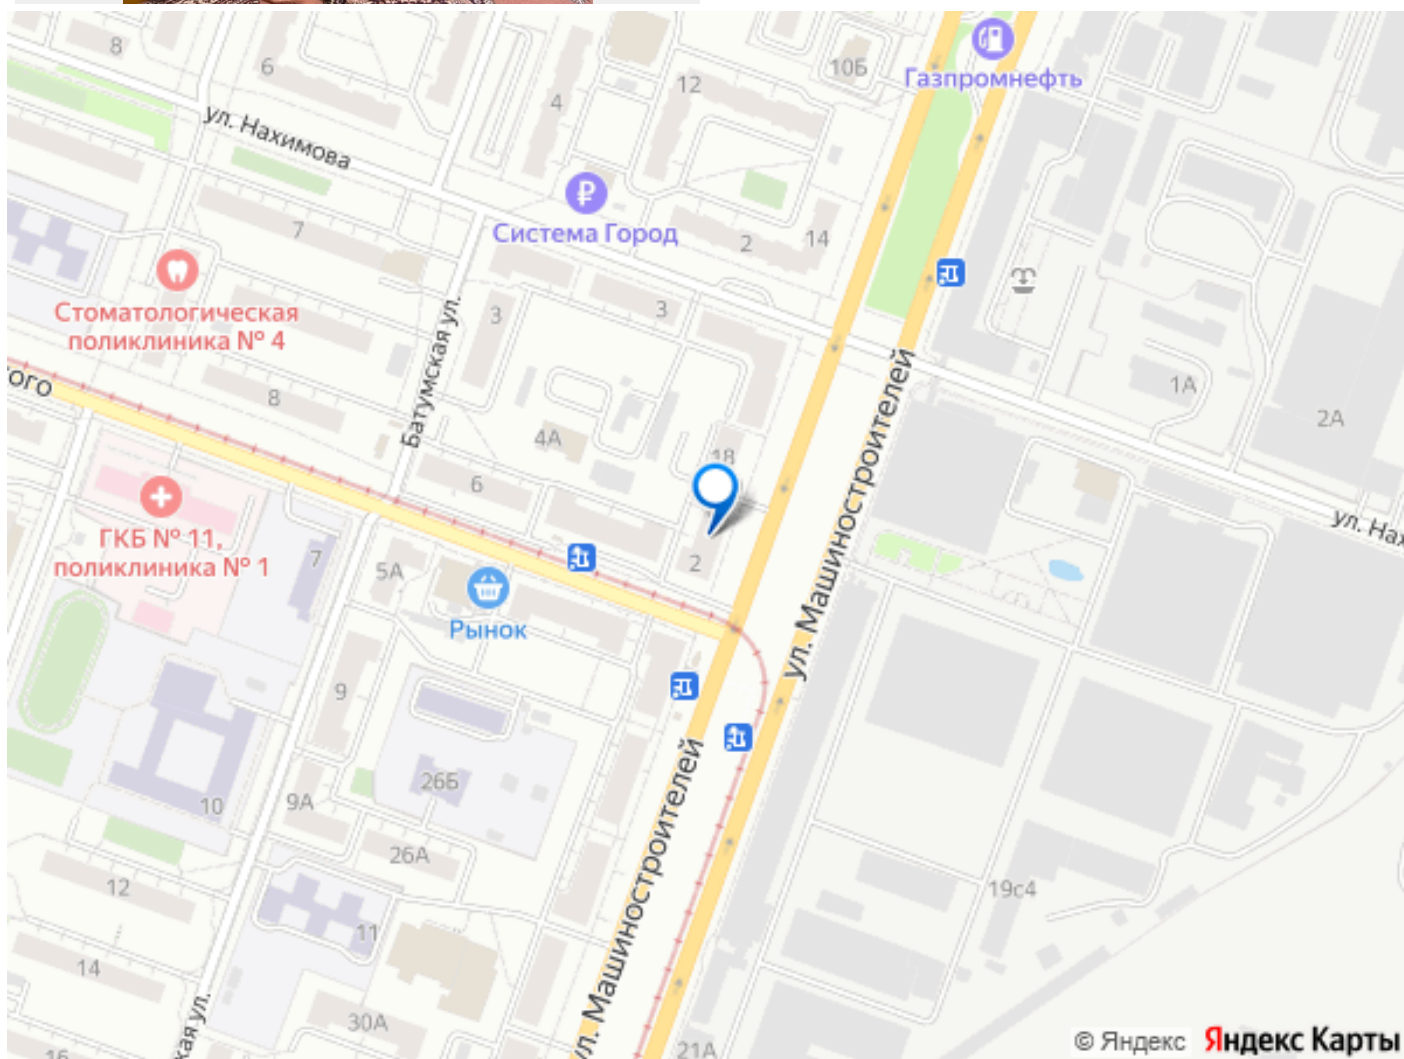 8
6
4
12
10Б
Газпромнефть
ул. Нахимова
7
Система Город
2
14
Стоматологическая
поликлиника № 4
Батумская ул.
3
3
ого
8
4А
18
1А
2А
6
ГКБ № 11,
поликлиника № 1
7
5А
2
Рынок
ул. Машиностроителей
ул. Нах
9
26Б
10
9А
26А
12
11
19с4
14
ул. Машиностроителей
30А
кая ул.
16
21А
© Яндекс Яндекс Карты